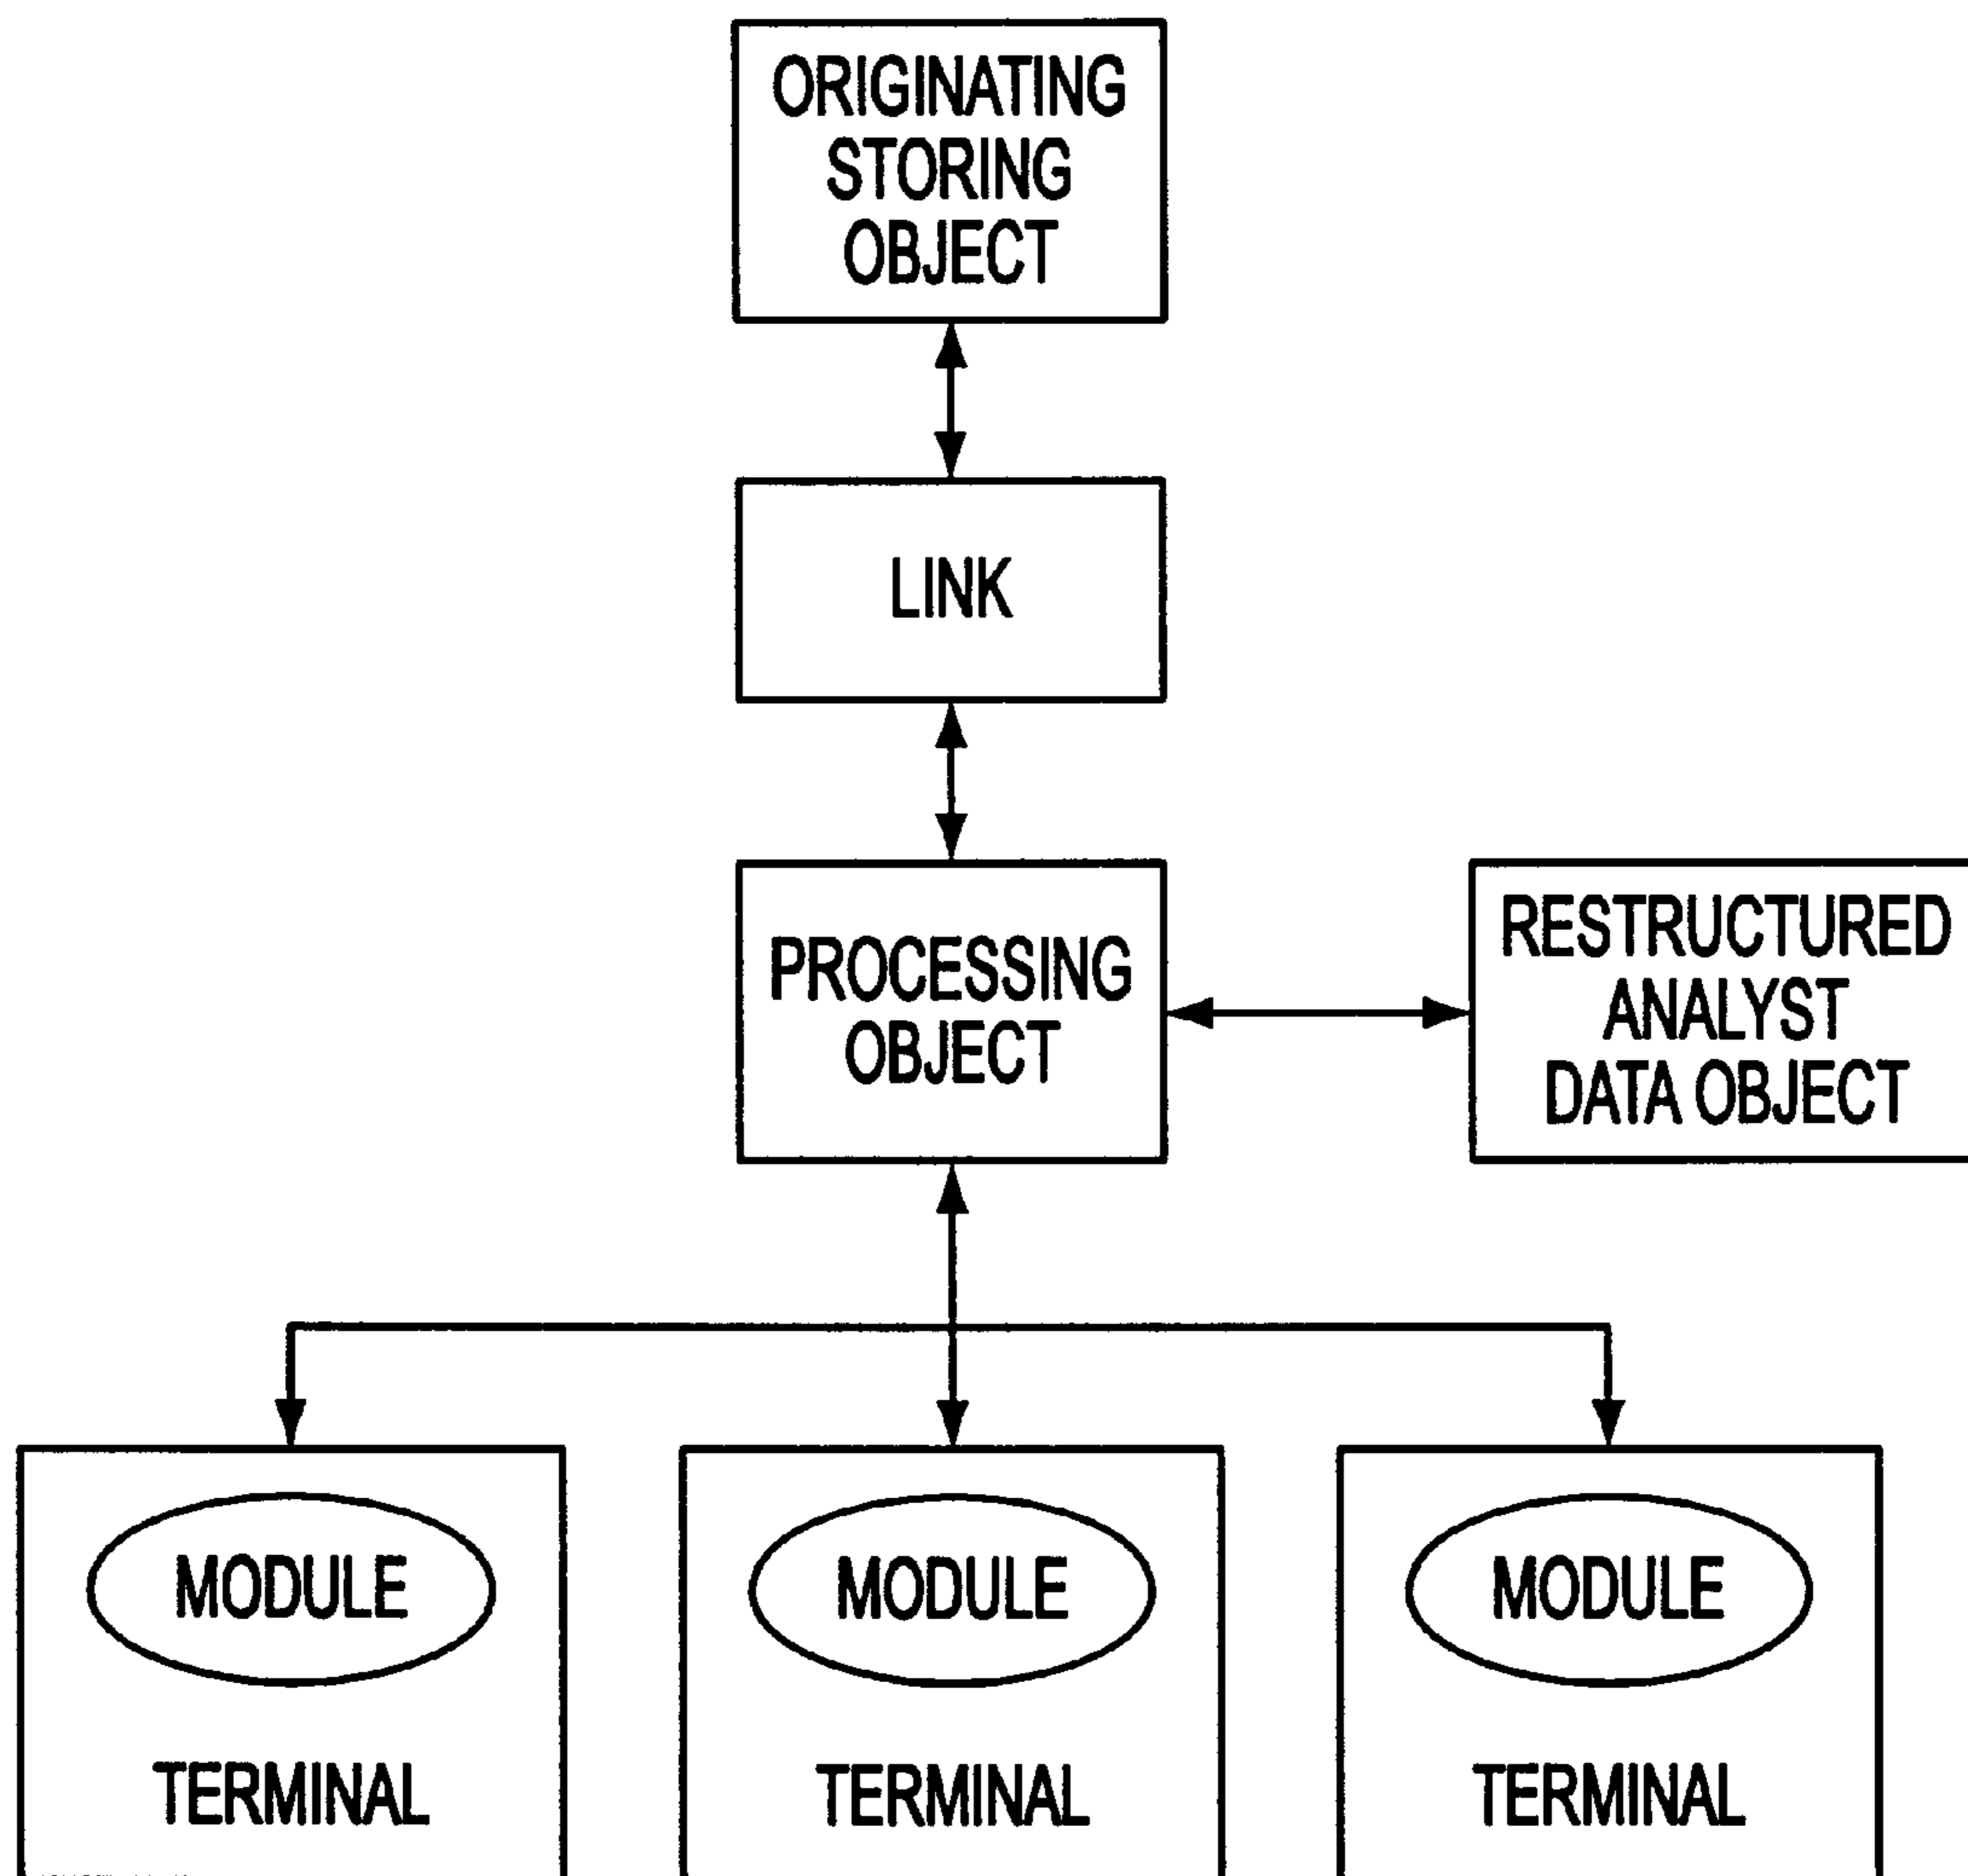 ORIGINATING
STORING
OBJECT
LINK
PROCESSING
OBJECT
RESTRUCTURED
ANALYST
DATA OBJECT
MODULE
TERMINAL
MODULE
TERMINAL
MODULE
TERMINAL